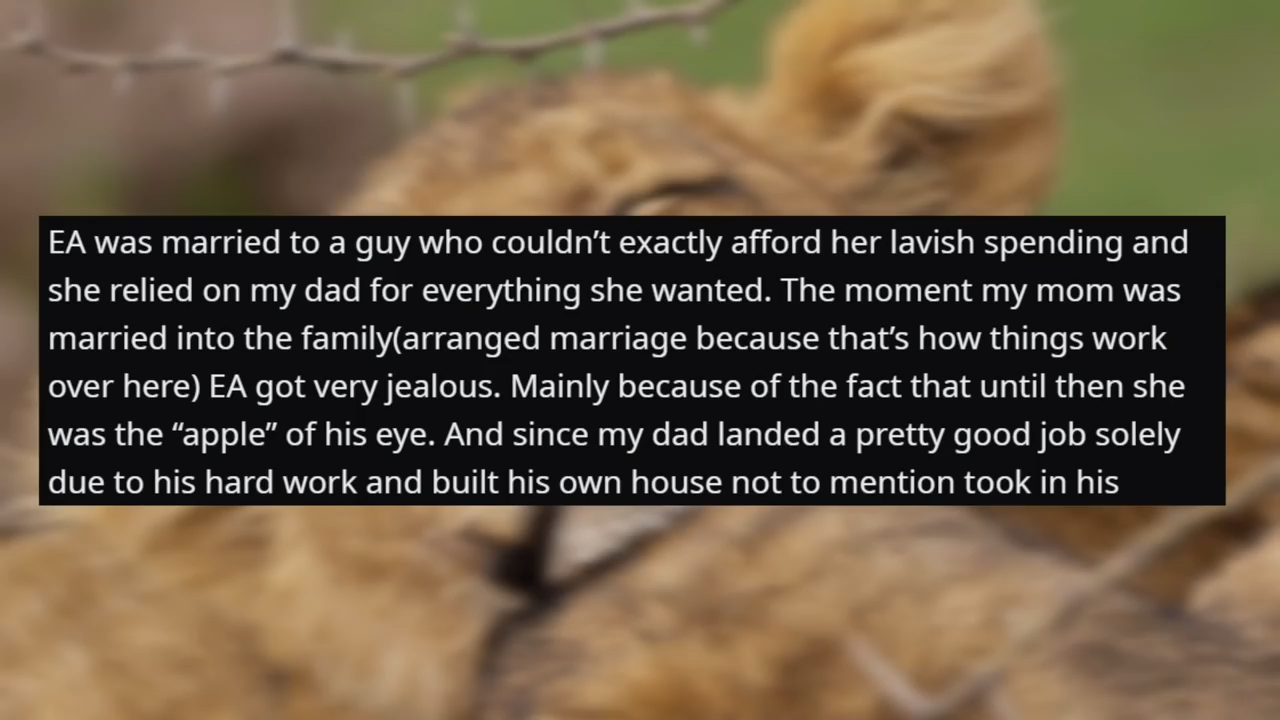 EA was married to a guy who couldn’t exactly afford her lavish spending and
she relied on my dad for everything she wanted. The moment my mom was
married into the family(arranged marriage because that’s how things work
over here) EA got very jealous. Mainly because of the fact that until then she
was the “apple” of his eye. And since my dad landed a pretty good job solely
due to his hard work and built his own house not to mention took in his